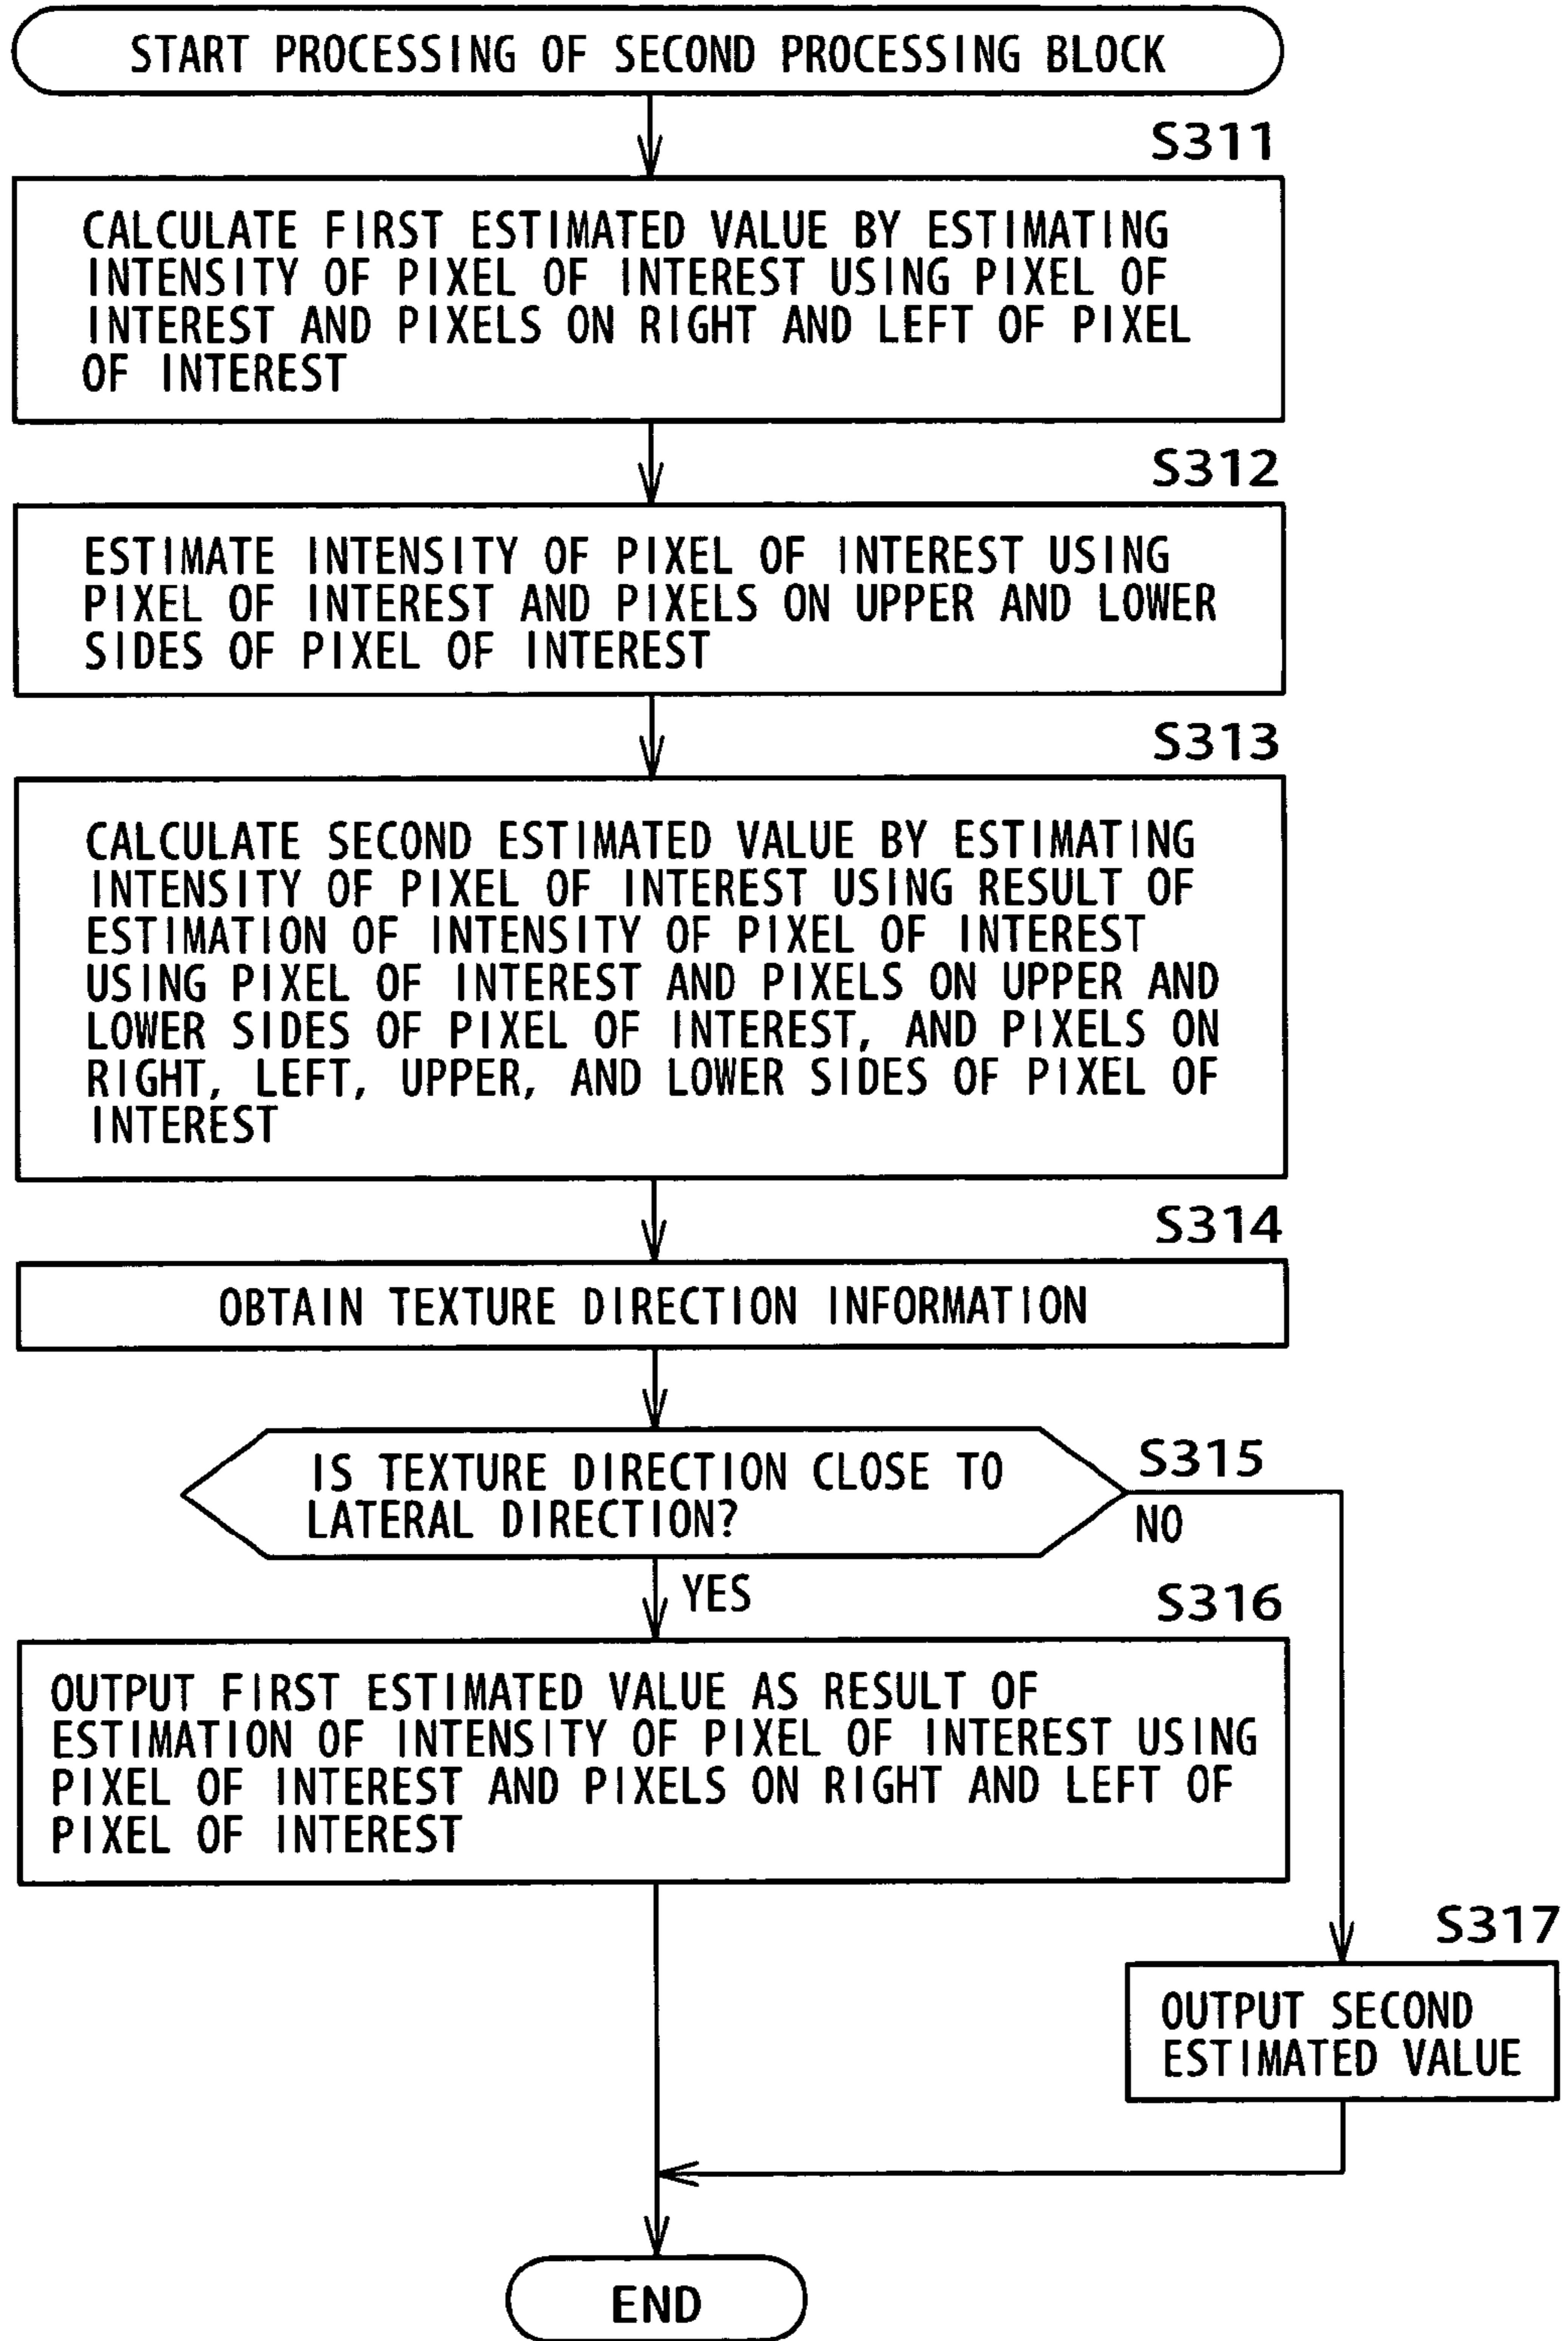 START PROCESSING OF SECOND PROCESSING BLOCK
S311
CALCULATE FIRST ESTIMATED VALUE BY ESTIMATING
INTENSITY OF PIXEL OF INTEREST USING PIXEL OF
INTEREST AND PIXELS ON RIGHT AND LEFT OF PIXEL
OF INTEREST
S312
ESTIMATE INTENSITY OF PIXEL OF INTEREST USING
PIXEL OF INTEREST AND PIXELS ON UPPER AND LOWER
SIDES OF PIXEL OF INTEREST
S313
CALCULATE SECOND ESTIMATED VALUE BY ESTIMATING
INTENSITY OF PIXEL OF INTEREST USING RESULT OF
ESTIMATION OF INTENSITY OF PIXEL OF INTEREST
USING PIXEL OF INTEREST AND PIXELS ON UPPER AND
LOWER SIDES OF PIXEL OF INTEREST, AND PIXELS ON
RIGHT, LEFT, UPPER, AND LOWER SIDES OF PIXEL OF
INTEREST
S314
OBTAIN TEXTURE DIRECTION INFORMATION
S315
IS TEXTURE DIRECTION CLOSE TO
LATERAL DIRECTION?
NO
YES
S316
OUTPUT FIRST ESTIMATED VALUE AS RESULT OF
ESTIMATION OF INTENSITY OF PIXEL OF INTEREST USING
PIXEL OF INTEREST AND PIXELS ON RIGHT AND LEFT OF
PIXEL OF INTEREST
S317
OUTPUT SECOND
ESTIMATED VALUE
END